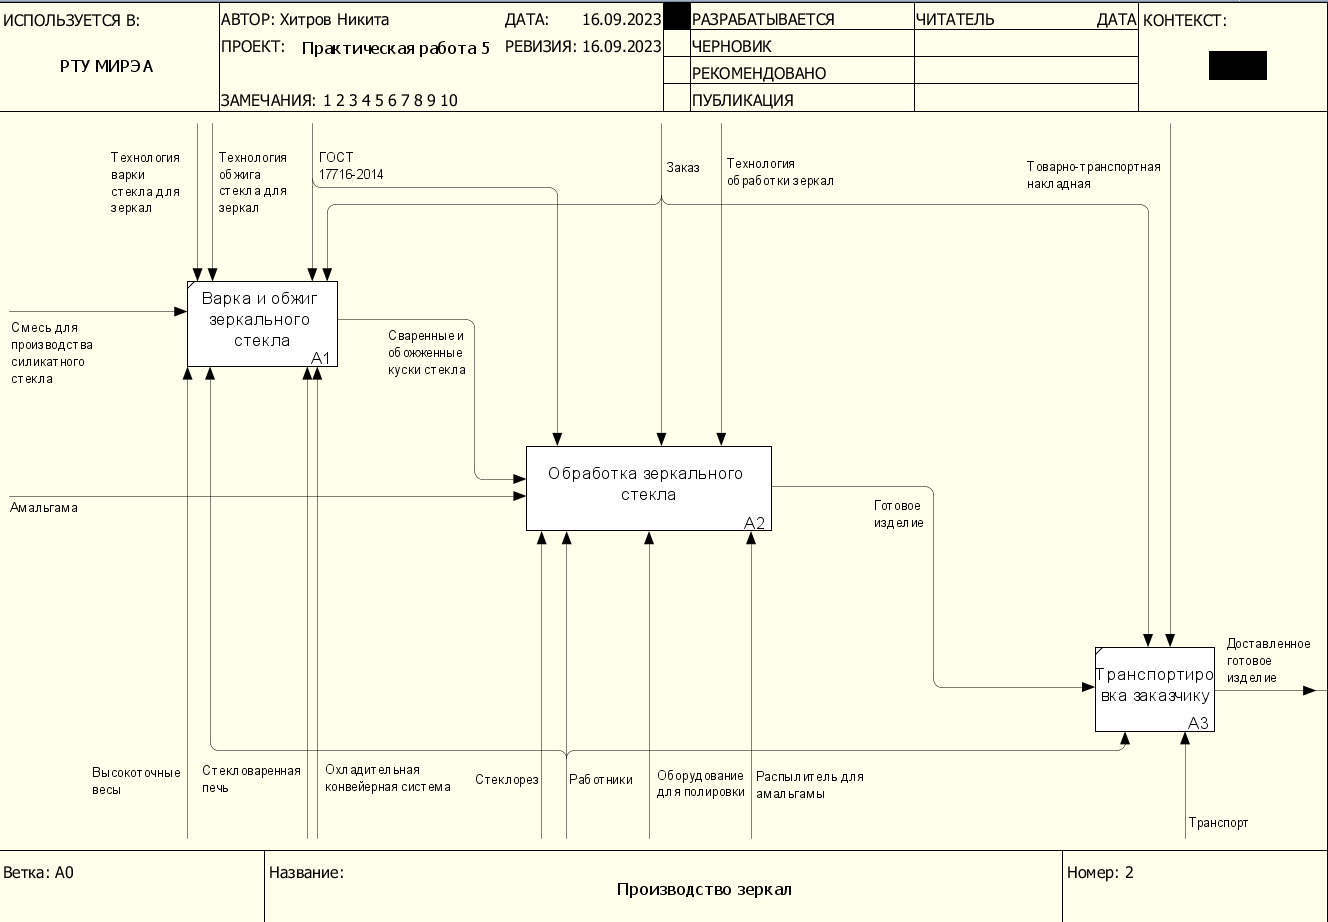 ИСПОЛЬЗУЕТСЯ В:
РТУ МИРЭА
АВТОР: Хитров Никита
ДАТА: 16.09.2023
ПРОЕКТ: Практическая работа 5
РЕВИЗИЯ: 16.09.2023
ЗАМЕЧАНИЯ: 1 2 3 4 5 6 7 8 9 10
РАЗРАБАТЫВАЕТСЯ
ЧЕРНОВИК
РЕКОМЕНДОВАНО
ПУБЛИКАЦИЯ
ЧИТАТЕЛЬ
ДАТА
КОНТЕКСТ:
Технология
варки
стекла для
зеркал
Технология
обжига
стекла для
зеркал
ГОСТ
17716-2014
Заказ
Технология
обработки зеркал
Товарно-транспортная
накладная
Варка и обжиг
зеркального
стекла
A1
Смесь для
производства
силикатного
стекла
Сваренные и
обожженные
куски стекла
Обработка зеркального
стекла
A2
Амальгама
Готовое
изделие
Транспортиро
вка заказчику
A3
Доставленное
готовое
изделие
Высокоточные
весы
Стекловаренная
печь
Охладительная
конвейерная система
Стеклорез
Работники
Оборудование
для полировки
Распылитель для
амальгамы
Транспорт
Ветка: A0
Название:
Производство зеркал
Номер: 2